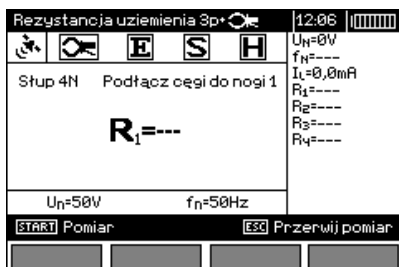 Rezystancja uziemienia 3p+ 12:06
E S H
Słup 4N Podłącz cęgi do nogi 1
R1=---
Un=50V fn=50Hz
UN=0V
fN=---
IL=0,0mA
R1=---
R2=---
R3=---
R4=---
START Pomiar ESC Przerwij pomiar